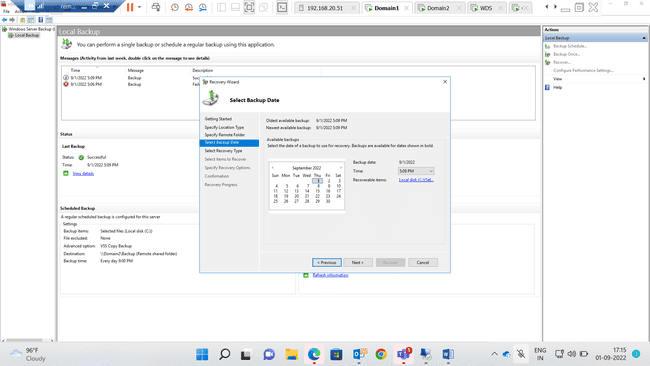 rem...
192.168.20.51
Domain1
Domain2
WDS
File
Windows Server Backup (L
Local Backup
Local Backup
You can perform a single backup or schedule a regular backup using this application.
Messages (Activity from last week, double click on the message to see details)
Time
Message
Description
9/1/2022 5:09 PM
Backup
9/1/2022 5:09 PM
Backup
Status
Last Backup
Status:
Successful
Time:
9/1/2022 5:09 PM
View details
Scheduled Backup
A regular scheduled backup is configured for this server
Settings
Backup items:
Selected files (Local disk (C:))
File excluded:
None
Advanced option:
VSS Copy Backup
Destination:
\\Domain2\Backup (Remote shared folder)
Backup time:
Every day 9:00 PM
Refresh information
Recovery Wizard
Select Backup Date
Getting Started
Specify Location Type
Specify Remote Folder
Select Backup Date
Select Recovery Type
Select Items to Recover
Specify Recovery Options
Confirmation
Recovery Progress
Oldest available backup:
9/1/2022 5:09 PM
Newest available backup:
9/1/2022 5:09 PM
Available backups
Select the date of a backup to use for recovery. Backups are available for dates shown in bold.
September 2022
Sun Mon Tue Wed Thu Fri Sat
1 2 3
4 5 6 7 8 9 10
11 12 13 14 15 16 17
18 19 20 21 22 23 24
25 26 27 28 29 30
Backup date:
9/1/2022
Time:
5:09 PM
Recoverable items:
Local disk (C:)(Sel...
< Previous
Next >
Recover
Cancel
Actions
Local Backup
Backup Schedule...
Backup Once...
Recover...
Configure Performance Settings...
View
Help
96°F
Cloudy
ENG
IN
17:15
01-09-2022